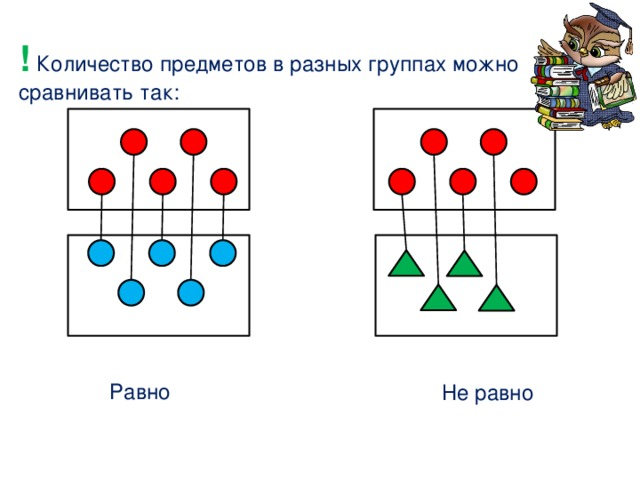 ! Количество предметов в разных группах можно
сравнивать так:
Равно
Не равно